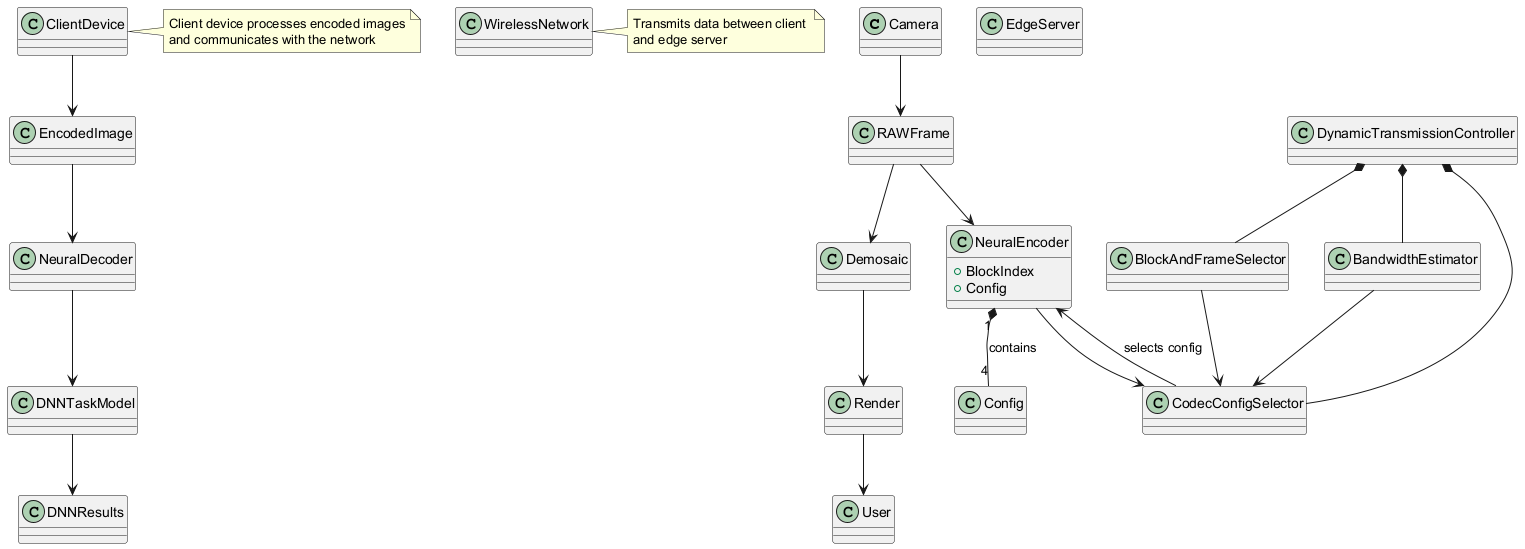 C ClientDevice
Client device processes encoded images
and communicates with the network
C WirelessNetwork
Transmits data between client
and edge server
C Camera
C EdgeServer
C EncodedImage
C RAWFrame
C DynamicTransmissionController
C NeuralDecoder
C Demosaic
C NeuralEncoder
BlockIndex
Config
C BlockAndFrameSelector
C BandwidthEstimator
1
contains
selects config
4
C DNNTaskModel
C Render
C Config
C CodecConfigSelector
C DNNResults
C User